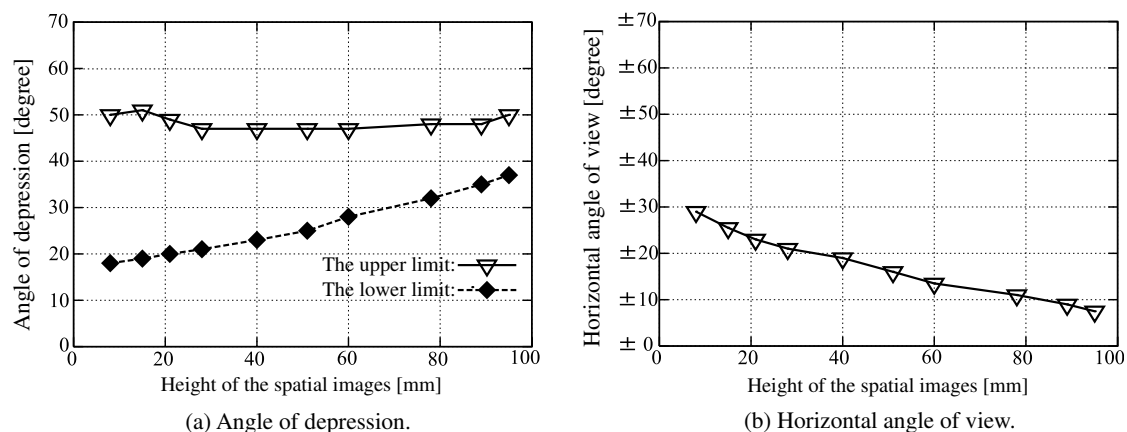 Angle of depression [degree]
70
60
50
40
30
20
10
0
The upper limit:
The lower limit:
0 20 40 60 80 100
Height of the spatial images [mm]
(a) Angle of depression.
Horizontal angle of view [degree]
±70
±60
±50
±40
±30
±20
±10
± 0
0 20 40 60 80 100
Height of the spatial images [mm]
(b) Horizontal angle of view.